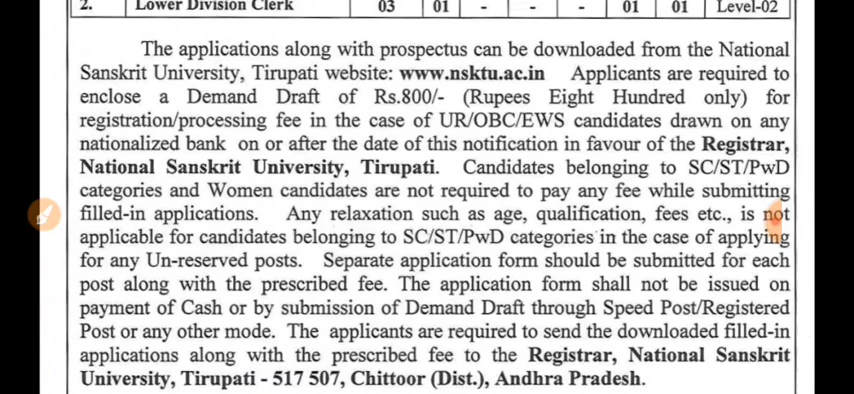 2. Lower Division Clerk 03 01 - - - 01 01 Level-02
The applications along with prospectus can be downloaded from the National
Sanskrit University, Tirupati website: www.nsktu.ac.in Applicants are required to
enclose a Demand Draft of Rs.800/- (Rupees Eight Hundred only) for
registration/processing fee in the case of UR/OBC/EWS candidates drawn on any
nationalized bank on or after the date of this notification in favour of the Registrar,
National Sanskrit University, Tirupati. Candidates belonging to SC/ST/PwD
categories and Women candidates are not required to pay any fee while submitting
filled-in applications. Any relaxation such as age, qualification, fees etc., is not
applicable for candidates belonging to SC/ST/PwD categories in the case of applying
for any Un-reserved posts. Separate application form should be submitted for each
post along with the prescribed fee. The application form shall not be issued on
payment of Cash or by submission of Demand Draft through Speed Post/Registered
Post or any other mode. The applicants are required to send the downloaded filled-in
applications along with the prescribed fee to the Registrar, National Sanskrit
University, Tirupati - 517 507, Chittoor (Dist.), Andhra Pradesh.